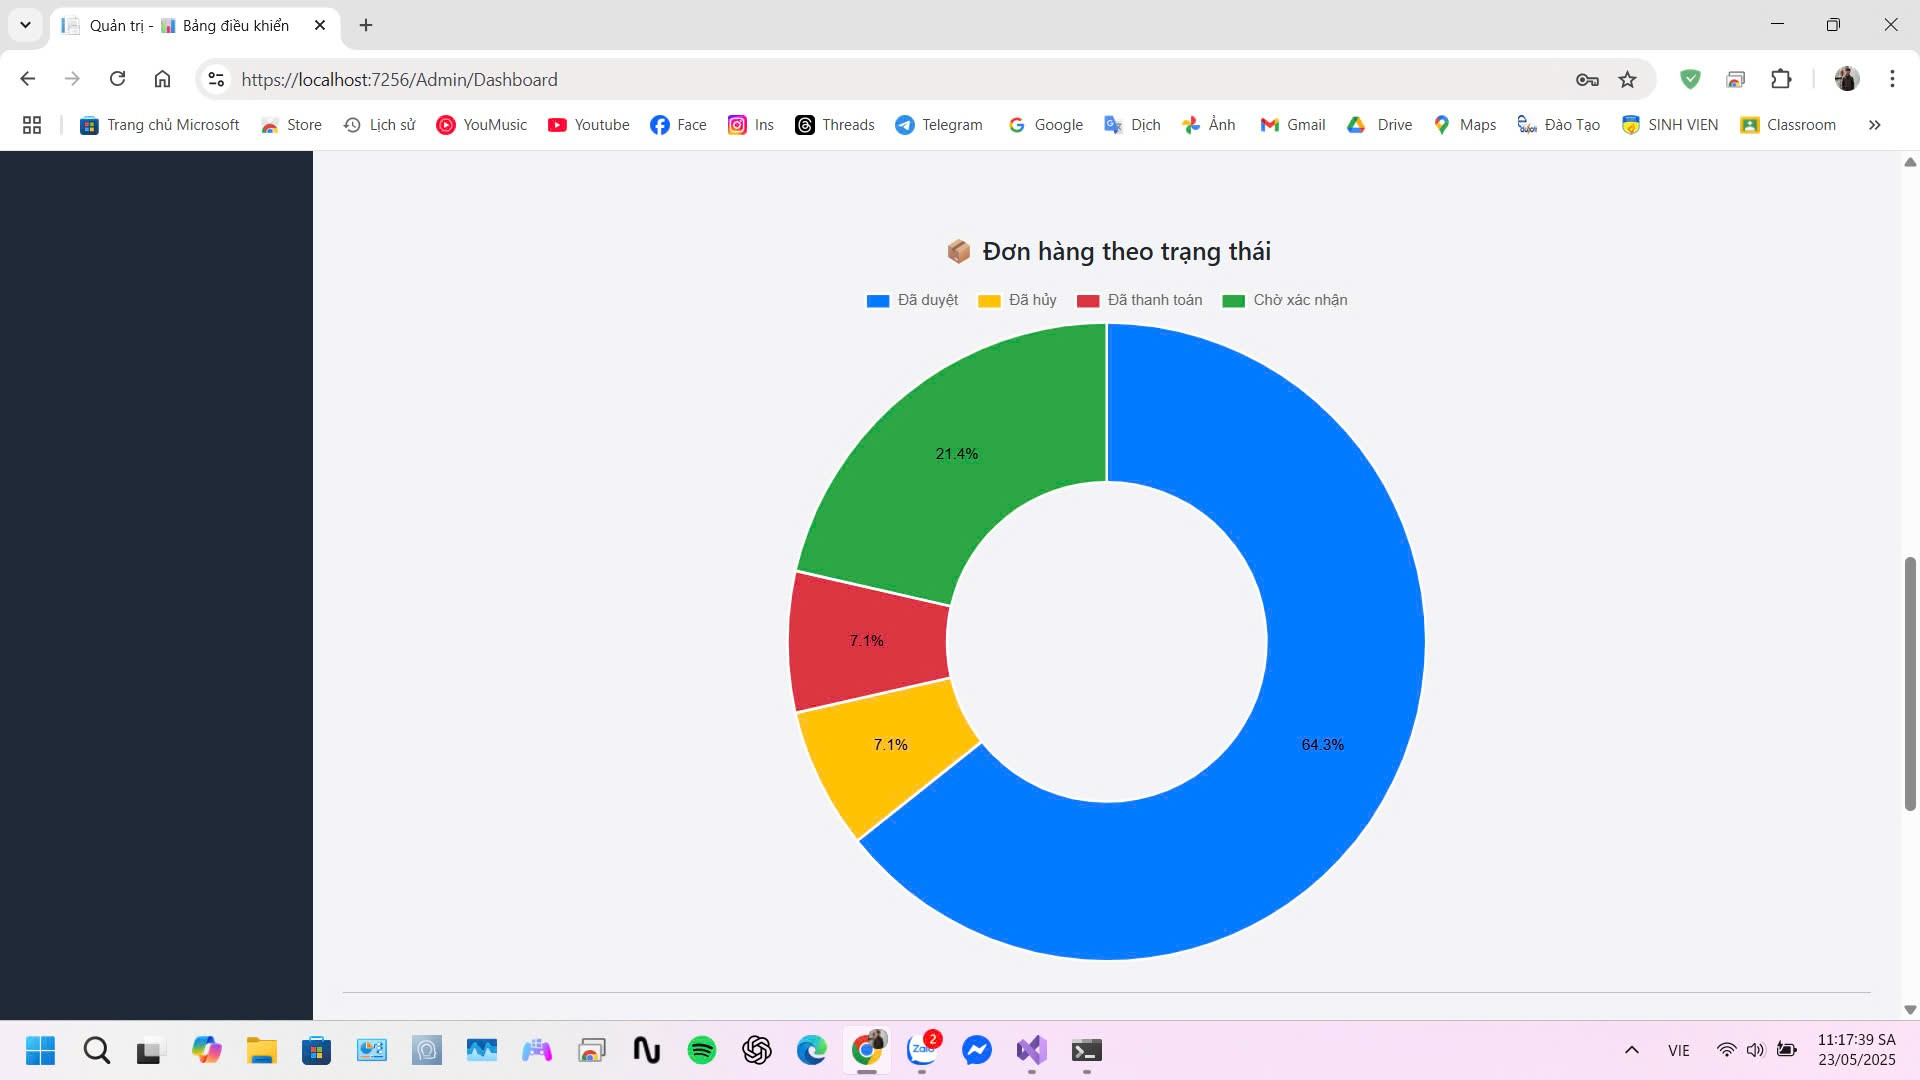 Quản trị - 📊 Bảng điều khiển
https://localhost:7256/Admin/Dashboard
Trang chủ Microsoft Store Lịch sử YouMusic Youtube Face Ins Threads Telegram Google Dịch Ảnh Gmail Drive Maps Đào Tạo SINH VIEN Classroom »
📦 Đơn hàng theo trạng thái
Đã duyệt Đã hủy Đã thanh toán Chờ xác nhận
21.4%
7.1%
7.1%
64.3%
Zalo 2
VIE
11:17:39 SA
23/05/2025